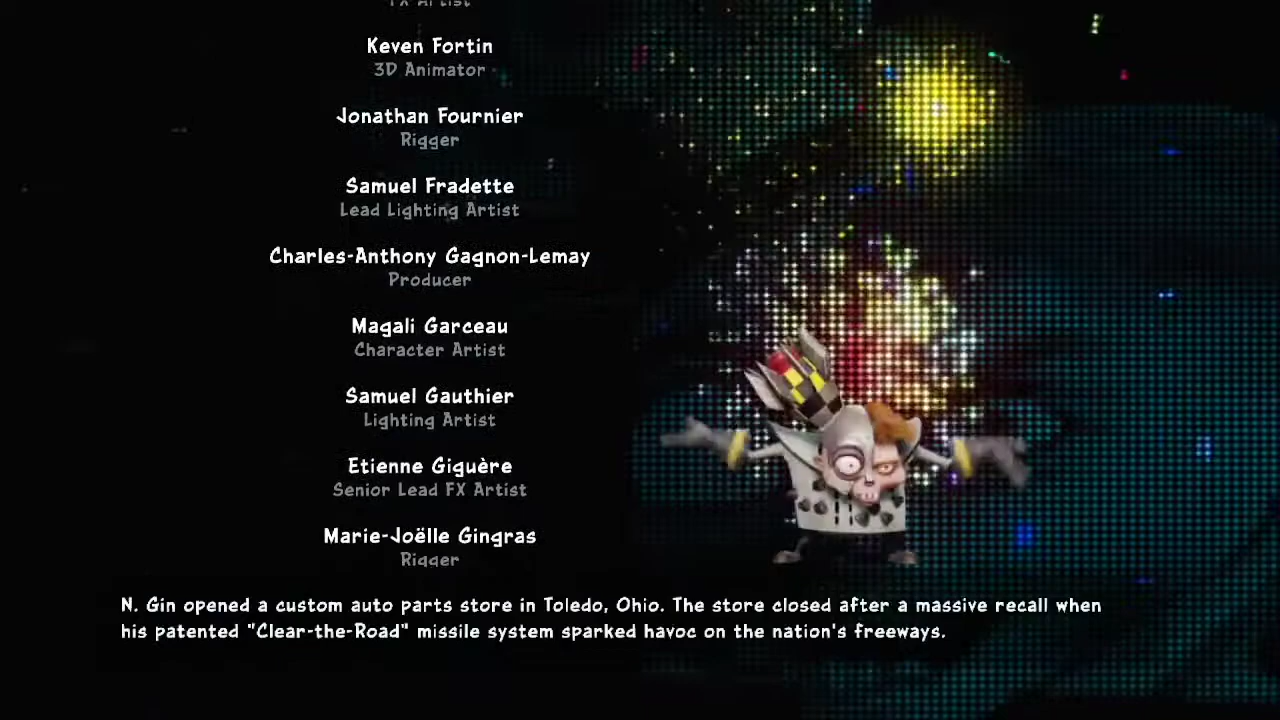 FX Artist
Keven Fortin
3D Animator
Jonathan Fournier
Rigger
Samuel Fradette
Lead Lighting Artist
Charles-Anthony Gagnon-Lemay
Producer
Magali Garceau
Character Artist
Samuel Gauthier
Lighting Artist
Etienne Giguère
Senior Lead FX Artist
Marie-Joëlle Gingras
Rigger
N. Gin opened a custom auto parts store in Toledo, Ohio. The store closed after a massive recall when
his patented "Clear-the-Road" missile system sparked havoc on the nation's freeways.